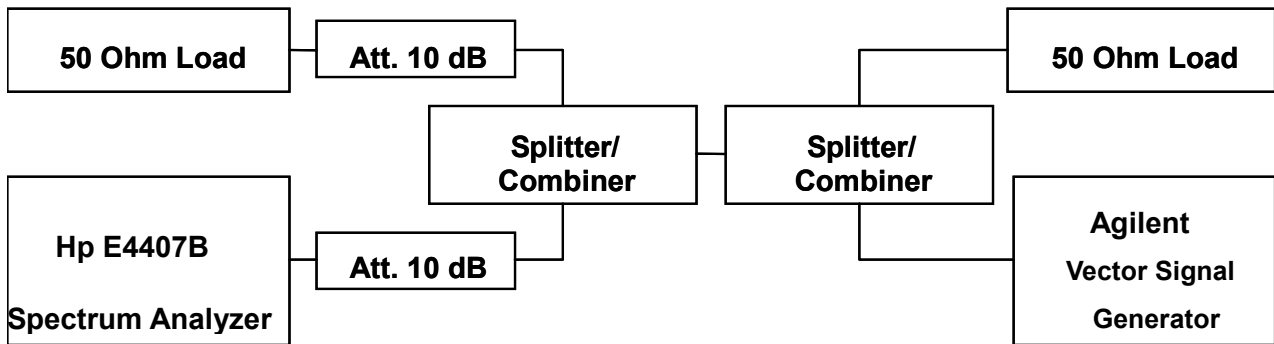 50 Ohm Load
Att. 10 dB
50 Ohm Load
Splitter/
Combiner
Splitter/
Combiner
Hp E4407B
Spectrum Analyzer
Att. 10 dB
Agilent
Vector Signal
Generator